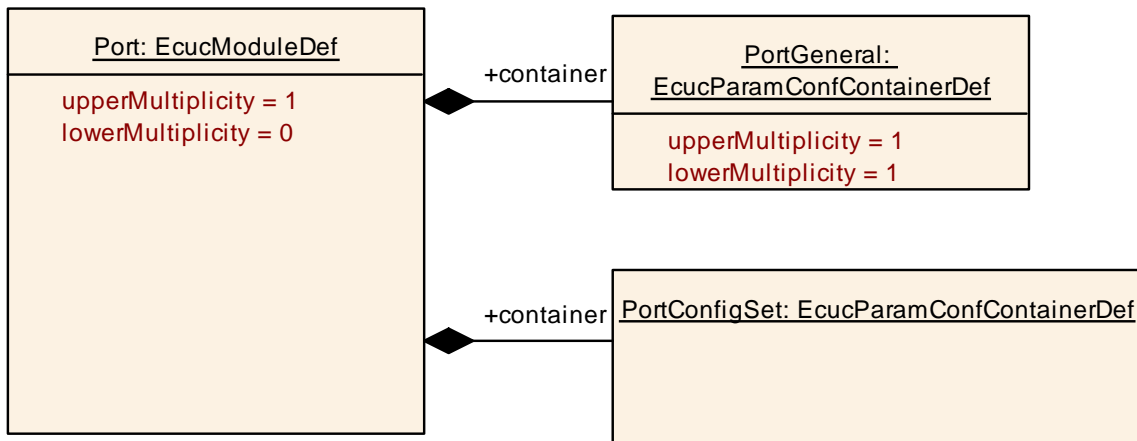 Port: EcucModuleDef
upperMultiplicity = 1
lowerMultiplicity = 0
+container
PortGeneral:
EcucParamConfContainerDef
upperMultiplicity = 1
lowerMultiplicity = 1
+container
PortConfigSet: EcucParamConfContainerDef